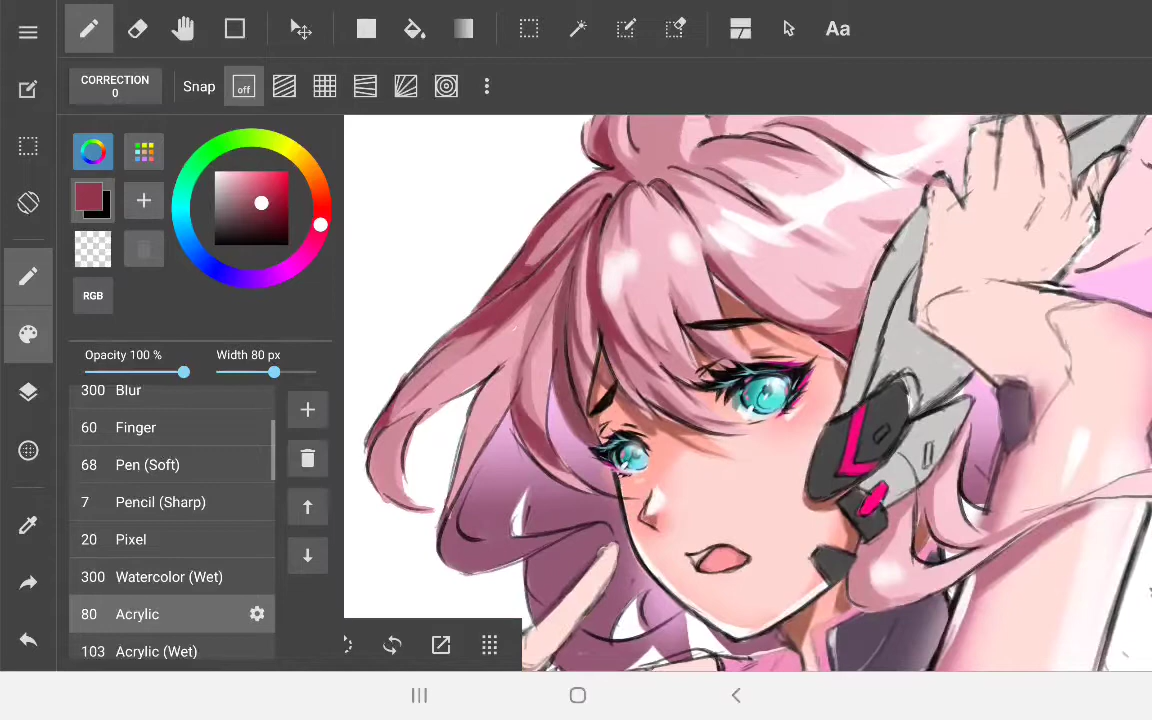 Aa
CORRECTION
0
Snap
off
RGB
Opacity 100 %
Width 80 px
300 Blur
60 Finger
68 Pen (Soft)
7 Pencil (Sharp)
20 Pixel
300 Watercolor (Wet)
80 Acrylic
103 Acrylic (Wet)